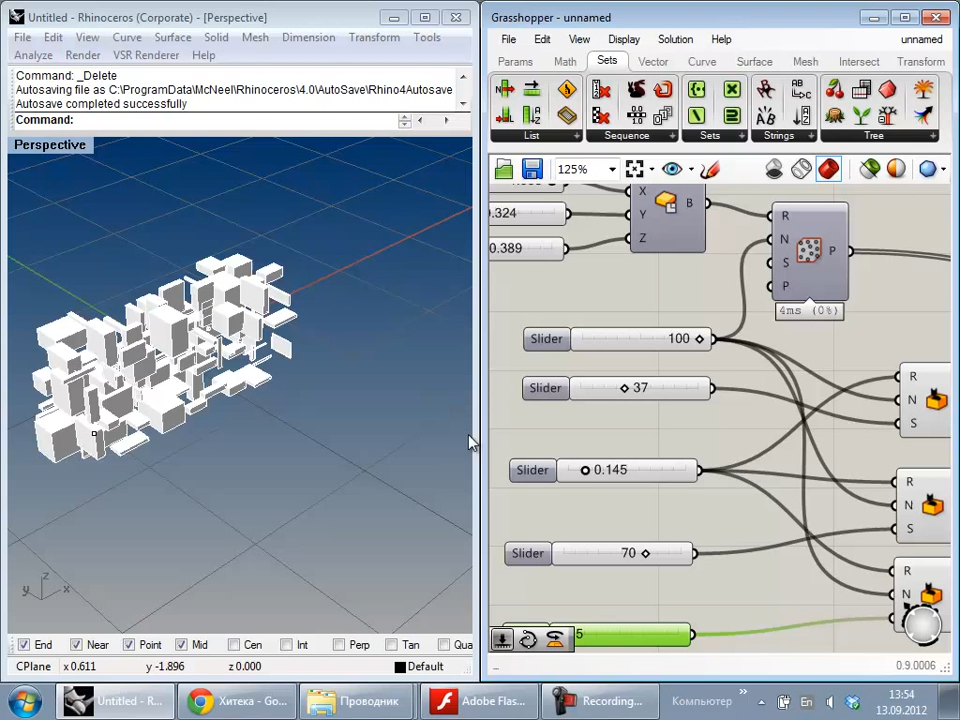 Untitled - Rhinoceros (Corporate) - [Perspective]
File Edit View Curve Surface Solid Mesh Dimension Transform Tools
Analyze Render VSR Renderer Help
Command: _Delete
Autosaving file as C:\ProgramData\McNeel\Rhinoceros\4.0\AutoSave\Rhino4Autosave
Autosave completed successfully
Command:
Perspective
z
y
x
End Near Point Mid Cen Int Perp Tan Qua
CPlane x 0.611 y -1.896 z 0.000 Default
Grasshopper - unnamed
File Edit View Display Solution Help unnamed
Params Math Sets Vector Curve Surface Mesh Intersect Transform
List Sequence Sets Strings Tree
125%
X
Y
Z
B
0.324
0.389
R
N
S
P
P
4ms (0%)
Slider 100
Slider 37
R
N
S
Slider 0.145
R
N
S
Slider 70
R
N
5
0.9.0006
Untitled - R...
Хитека - Go...
Проводник
Adobe Flas...
Recording...
Компьютер
EN
13:54
13.09.2012